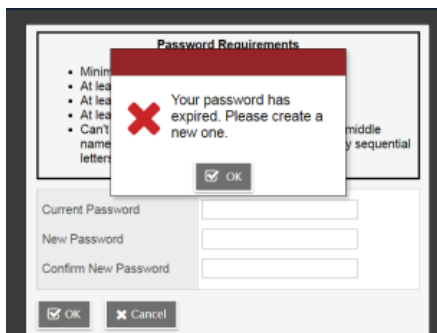 Password Requirements
Minim
At lea
At lea
At lea
Can't middle
name y sequential
letters
Your password has
expired. Please create a
new one.
OK
Current Password
New Password
Confirm New Password
OK Cancel